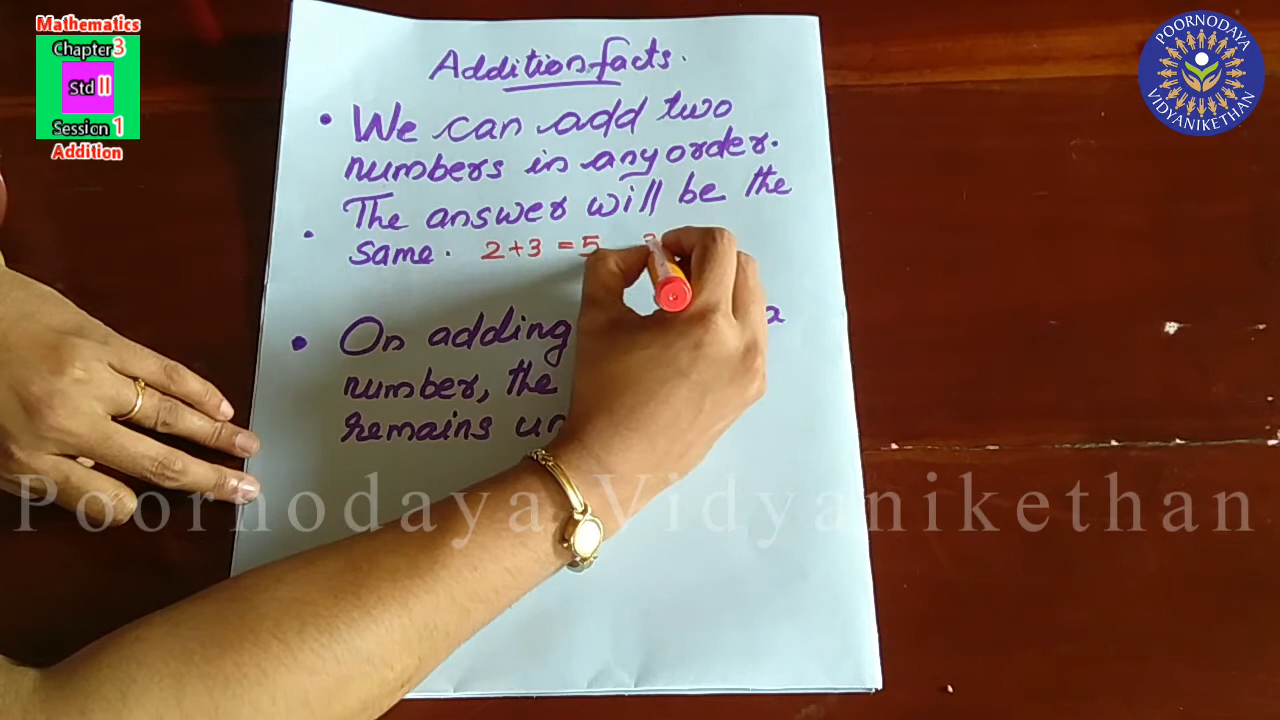 Mathematics
Chapter 3
Std II
Session 1
Addition
POORNODAYA
VIDYANIKETHAN
Addition facts.
• We can add two
numbers in any order.
• The answer will be the
same. 2+3 = 5
• On adding
number, the
remains
Poornodaya Vidyanikethan